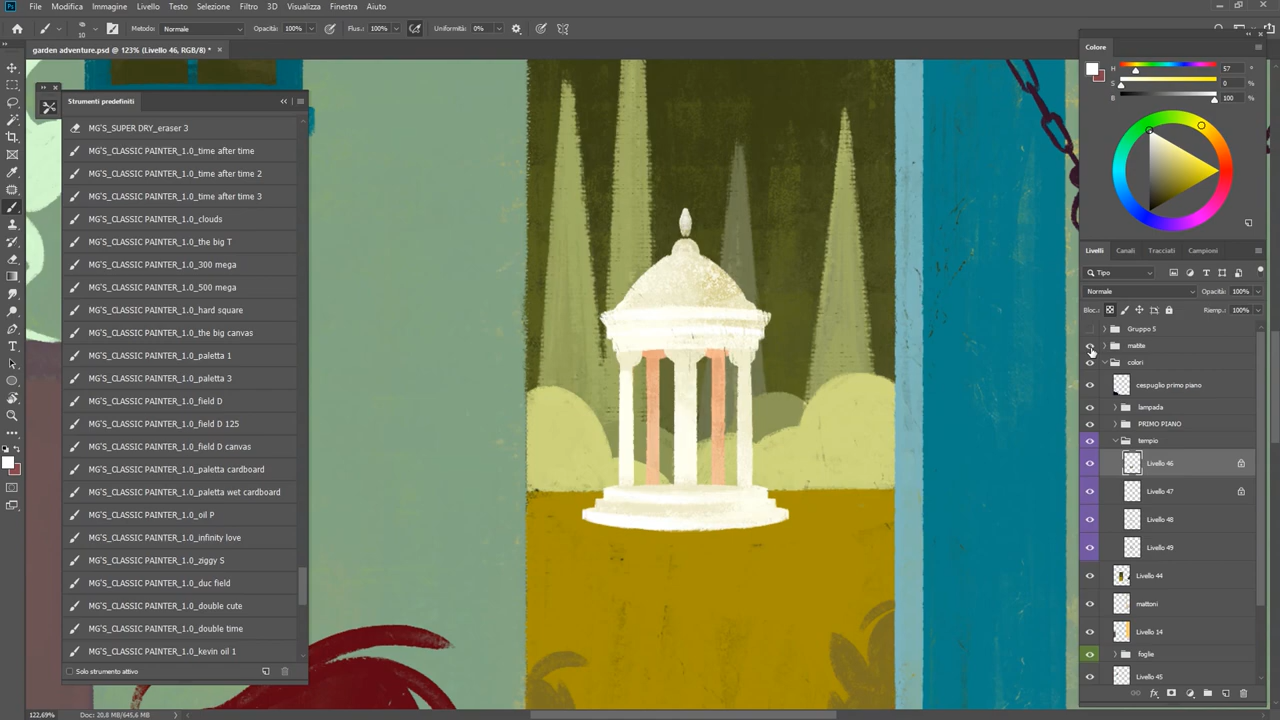 File Modifica Immagine Livello Testo Selezione Filtro 3D Visualizza Finestra Aiuto
10 Metodo: Normale Opacità: 100% Flus.: 100% Uniformità: 0%
garden adventure.psd @ 123% (Livello 46, RGB/8) *
Strumenti predefiniti
MG'S_SUPER DRY_eraser 3
MG'S_CLASSIC PAINTER_1.0_time after time
MG'S_CLASSIC PAINTER_1.0_time after time 2
MG'S_CLASSIC PAINTER_1.0_time after time 3
MG'S_CLASSIC PAINTER_1.0_clouds
MG'S_CLASSIC PAINTER_1.0_the big T
MG'S_CLASSIC PAINTER_1.0_300 mega
MG'S_CLASSIC PAINTER_1.0_500 mega
MG'S_CLASSIC PAINTER_1.0_hard square
MG'S_CLASSIC PAINTER_1.0_the big canvas
MG'S_CLASSIC PAINTER_1.0_paletta 1
MG'S_CLASSIC PAINTER_1.0_paletta 3
MG'S_CLASSIC PAINTER_1.0_field D
MG'S_CLASSIC PAINTER_1.0_field D 125
MG'S_CLASSIC PAINTER_1.0_field D canvas
MG'S_CLASSIC PAINTER_1.0_paletta cardboard
MG'S_CLASSIC PAINTER_1.0_paletta wet cardboard
MG'S_CLASSIC PAINTER_1.0_oil P
MG'S_CLASSIC PAINTER_1.0_infinity love
MG'S_CLASSIC PAINTER_1.0_ziggy S
MG'S_CLASSIC PAINTER_1.0_duc field
MG'S_CLASSIC PAINTER_1.0_double cute
MG'S_CLASSIC PAINTER_1.0_double time
MG'S_CLASSIC PAINTER_1.0_kevin oil 1
Solo strumento attivo
Colore
H 57 °
S 0 %
B 100 %
Livelli Canali Tracciati Campioni
Tipo
Normale Opacità: 100%
Bloc.: Riemp.: 100%
Gruppo 5
matite
colori
cespuglio primo piano
lampada
PRIMO PIANO
tempio
Livello 46
Livello 47
Livello 48
Livello 49
Livello 44
mattoni
Livello 14
foglie
Livello 45
fx
122,69% Doc: 20,8 MB/645,6 MB